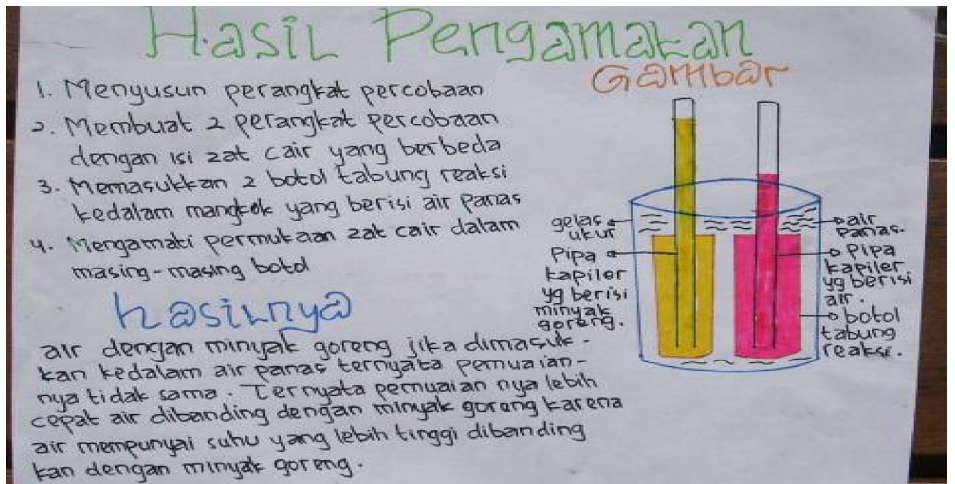 Hasil Pengamatan
Gambar
1. Menyusun perangkat percobaan
2. Membuat 2 perangkat percobaan
dengan isi zat cair yang berbeda
3. Memasukkan 2 botol tabung reaksi
kedalam mangkok yang berisi air panas
4. Mengamati permukaan zat cair dalam
masing-masing botol
hasilnya
air dengan minyak goreng jika dimasuk-
kan kedalam air panas ternyata pemuaian-
nya tidak sama. Ternyata pemuaian nya lebih
cepat air dibanding dengan minyak goreng karena
air mempunyai suhu yang lebih tinggi dibanding
kan dengan minyak goreng.
gelas
ukur
Pipa
kapiler
yg berisi
minyak
goreng.
air
panas.
Pipa
kapiler
yg berisi
air.
botol
tabung
reaksi.